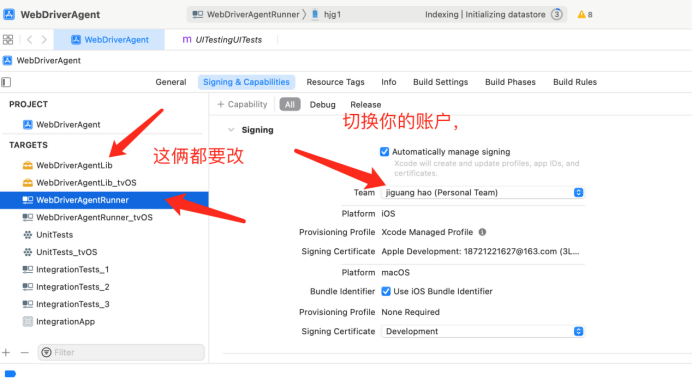 WebDriverAgent
WebDriverAgentRunner 〉 hjg1
Indexing | Initializing datastore 3 8
WebDriverAgent
m UITestingUITests
WebDriverAgent
General Signing & Capabilities Resource Tags Info Build Settings Build Phases Build Rules
PROJECT
WebDriverAgent
TARGETS
WebDriverAgentLib
WebDriverAgentLib_tvOS
WebDriverAgentRunner
WebDriverAgentRunner_tvOS
UnitTests
UnitTests_tvOS
IntegrationTests_1
IntegrationTests_2
IntegrationTests_3
IntegrationApp
+ − Filter
这俩都要改
+ Capability All Debug Release
切换你的账户，
Signing
Automatically manage signing
Xcode will create and update profiles, app IDs, and
certificates.
Team jiguang hao (Personal Team)
Platform iOS
Provisioning Profile Xcode Managed Profile
Signing Certificate Apple Development: 18721221627@163.com (3L...
Platform macOS
Bundle Identifier Use iOS Bundle Identifier
Provisioning Profile None Required
Signing Certificate Development